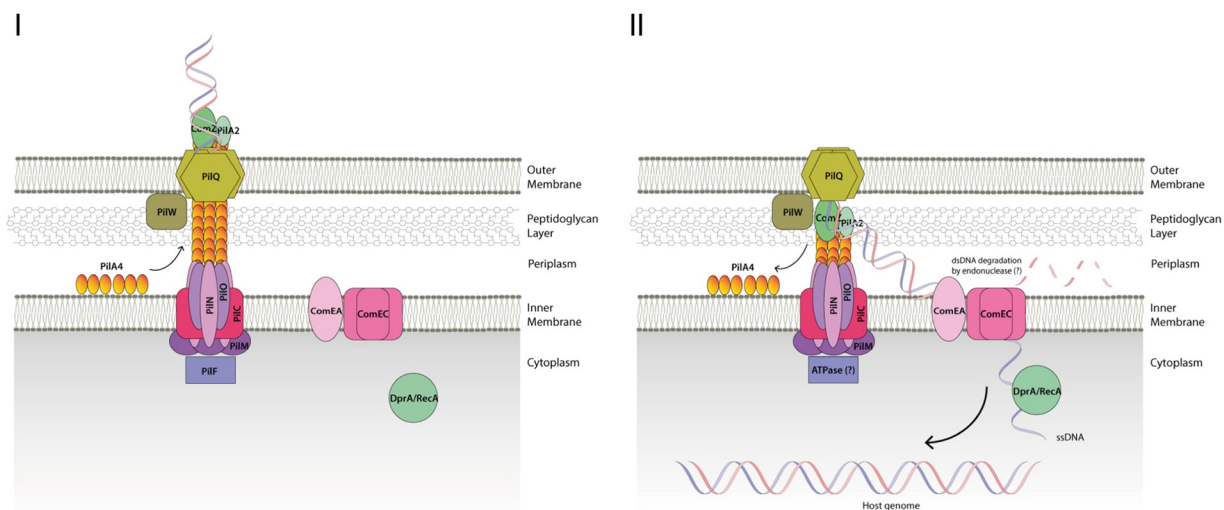 I
ComZ
PilA2
PilQ
PilW
PilA4
PilN
PilO
PilC
PilM
PilF
ComEA
ComEC
DprA/RecA
Outer
Membrane
Peptidoglycan
Layer
Periplasm
Inner
Membrane
Cytoplasm
II
PilQ
PilW
PilA2
PilA4
dsDNA degradation
by endonuclease (?)
PilN
PilO
PilC
PilM
ATPase (?)
ComEA
ComEC
DprA/RecA
ssDNA
Host genome
Outer
Membrane
Peptidoglycan
Layer
Periplasm
Inner
Membrane
Cytoplasm